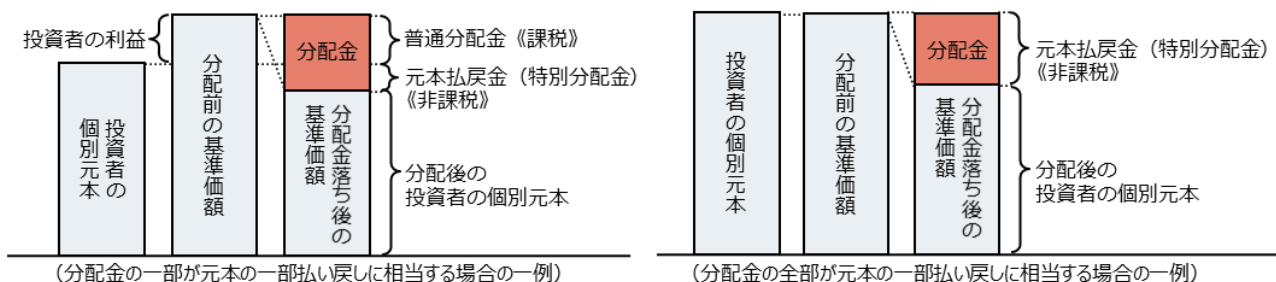 投資者の利益
投資者の
個別元本
分配前の基準価額
分配金
分配金落ち後の
基準価額
普通分配金《課税》
元本払戻金（特別分配金）
《非課税》
分配後の
投資者の個別元本
（分配金の一部が元本の一部払い戻しに相当する場合の一例）
投資者の個別元本
分配前の基準価額
分配金
分配金落ち後の
基準価額
元本払戻金（特別分配金）
《非課税》
分配後の
投資者の個別元本
（分配金の全部が元本の一部払い戻しに相当する場合の一例）